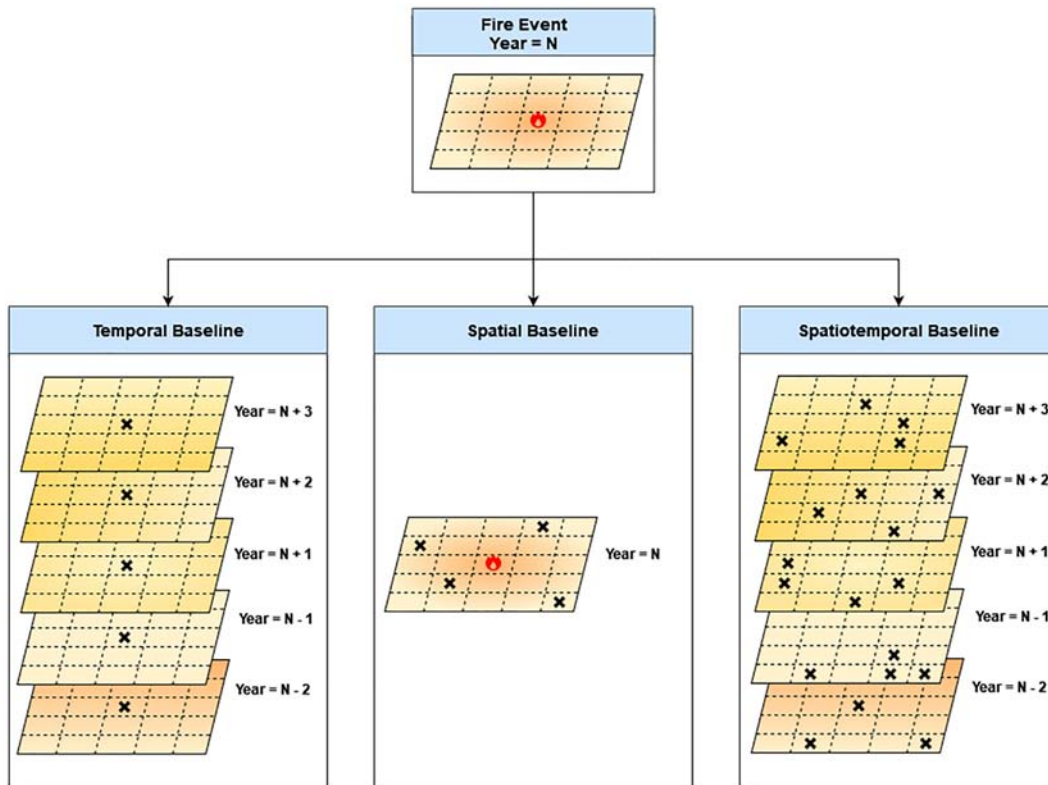 Fire Event
Year = N
Temporal Baseline
Year = N + 3
Year = N + 2
Year = N + 1
Year = N - 1
Year = N - 2
Spatial Baseline
Year = N
Spatiotemporal Baseline
Year = N + 3
Year = N + 2
Year = N + 1
Year = N - 1
Year = N - 2